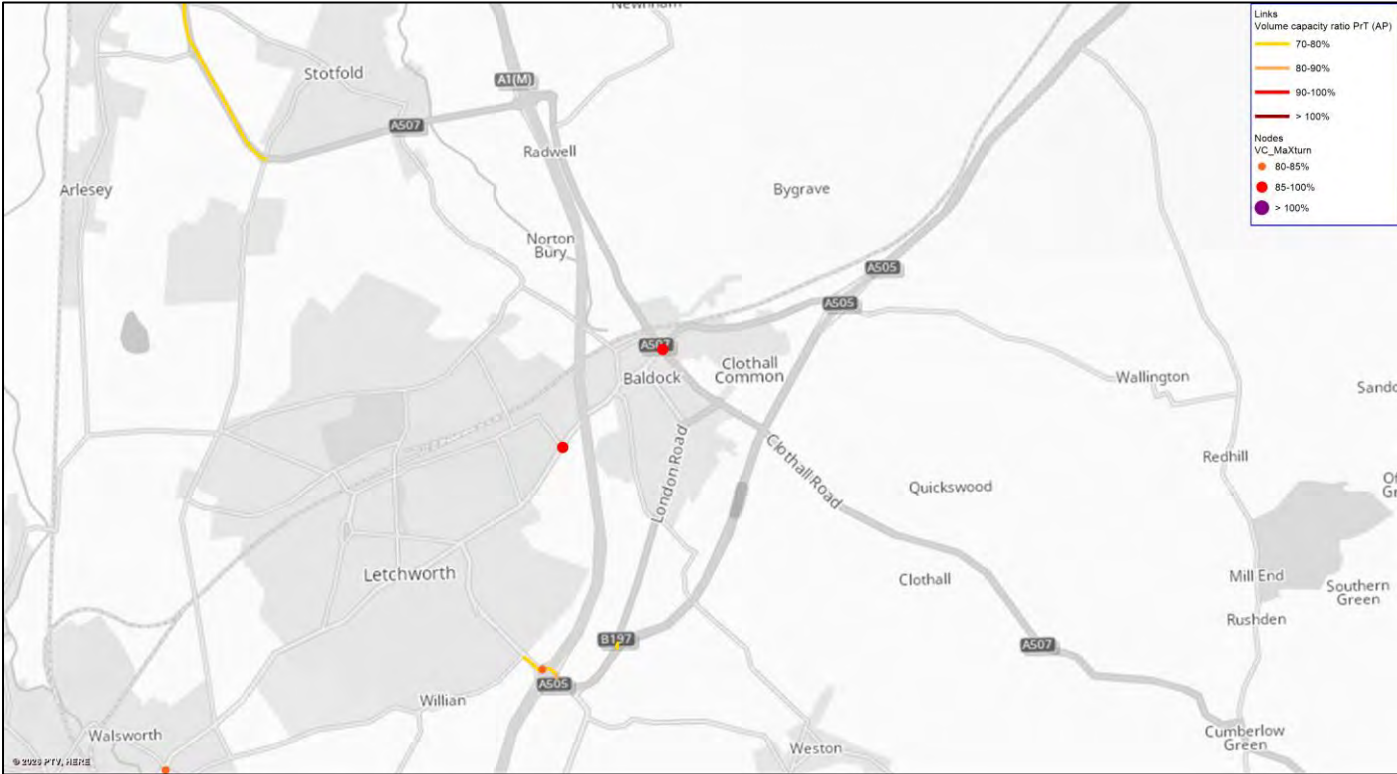 Newnham
Links
Volume capacity ratio PrT (AP)
70-80%
80-90%
90-100%
> 100%
Nodes
VC_MaXturn
80-85%
85-100%
> 100%
Stotfold
A1(M)
A507
Radwell
Arlesey
Bygrave
Norton
Bury
A505
A505
A507
Baldock
Clothall
Common
Wallington
London Road
Clothall Road
Redhill
Quickswood
Letchworth
Clothall
Mill End
Southern
Green
Rushden
B197
A507
A505
Willian
Walsworth
Weston
Cumberlow
Green
© 2025 PTV, HERE